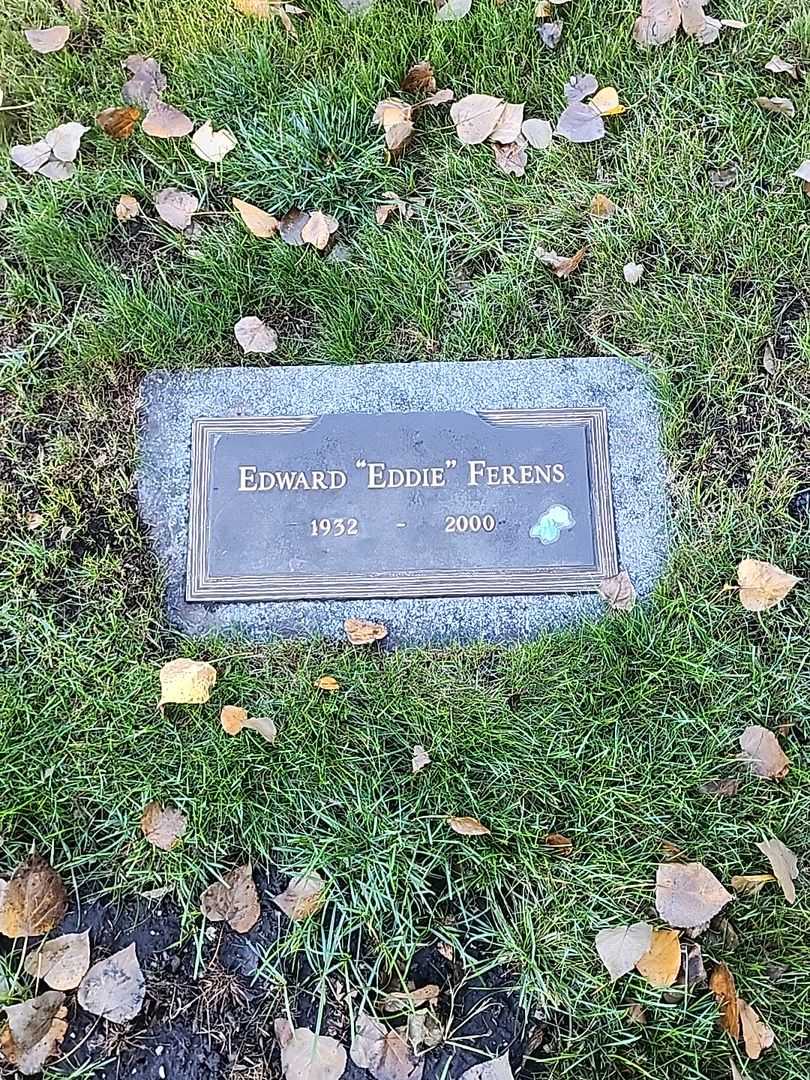 EDWARD "EDDIE" FERENS
1932 - 2000